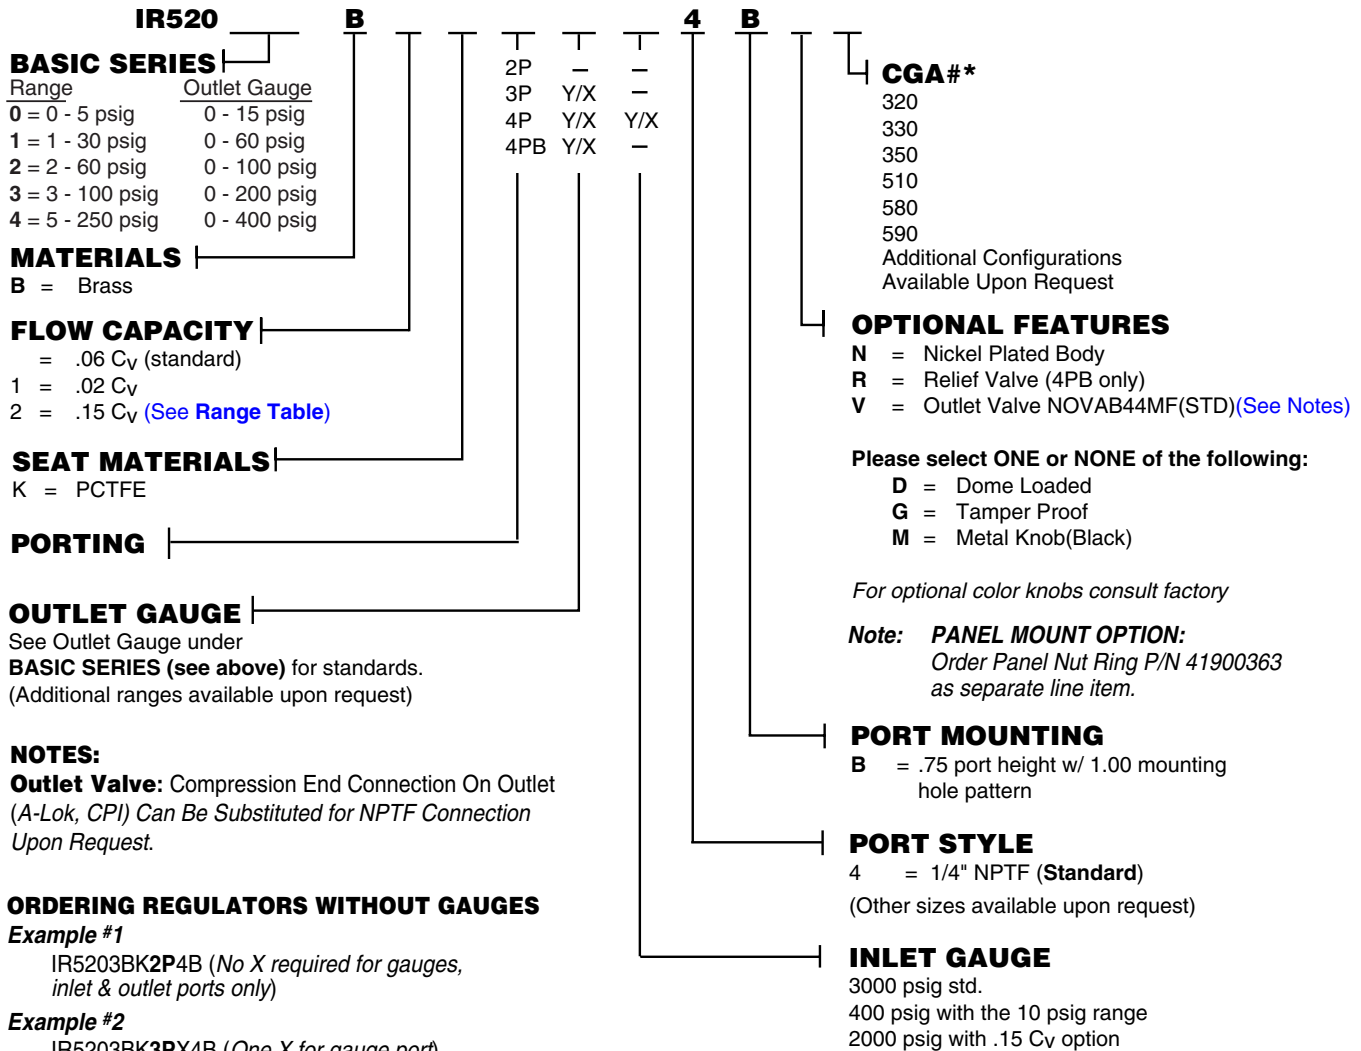 IR520 B 4 B
BASIC SERIES
Range Outlet Gauge
0 = 0 - 5 psig 0 - 15 psig
1 = 1 - 30 psig 0 - 60 psig
2 = 2 - 60 psig 0 - 100 psig
3 = 3 - 100 psig 0 - 200 psig
4 = 5 - 250 psig 0 - 400 psig
2P – –
3P Y/X –
4P Y/X Y/X
4PB Y/X –
MATERIALS
B = Brass
FLOW CAPACITY
= .06 CV (standard)
1 = .02 CV
2 = .15 CV (See Range Table)
SEAT MATERIALS
K = PCTFE
PORTING
OUTLET GAUGE
See Outlet Gauge under
BASIC SERIES (see above) for standards.
(Additional ranges available upon request)
NOTES:
Outlet Valve: Compression End Connection On Outlet
(A-Lok, CPI) Can Be Substituted for NPTF Connection
Upon Request.
ORDERING REGULATORS WITHOUT GAUGES
Example #1
IR5203BK2P4B (No X required for gauges,
inlet & outlet ports only)
Example #2
IR5203BK3PX4B (One X for gauge port)
CGA#*
320
330
350
510
580
590
Additional Configurations
Available Upon Request
OPTIONAL FEATURES
N = Nickel Plated Body
R = Relief Valve (4PB only)
V = Outlet Valve NOVAB44MF(STD)(See Notes)
Please select ONE or NONE of the following:
D = Dome Loaded
G = Tamper Proof
M = Metal Knob(Black)
For optional color knobs consult factory
Note: PANEL MOUNT OPTION:
Order Panel Nut Ring P/N 41900363
as separate line item.
PORT MOUNTING
B = .75 port height w/ 1.00 mounting
hole pattern
PORT STYLE
4 = 1/4" NPTF (Standard)
(Other sizes available upon request)
INLET GAUGE
3000 psig std.
400 psig with the 10 psig range
2000 psig with .15 CV option